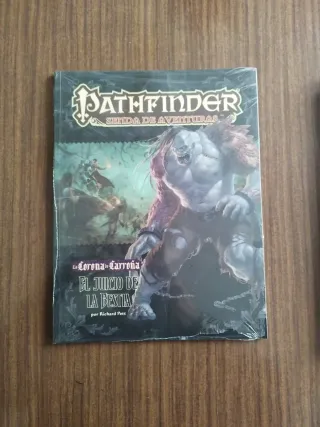 PATHFINDER
SENDA DE AVENTURAS
La Corona de Carroña
EL JUICIO DE
LA BESTIA
por Richard Pett